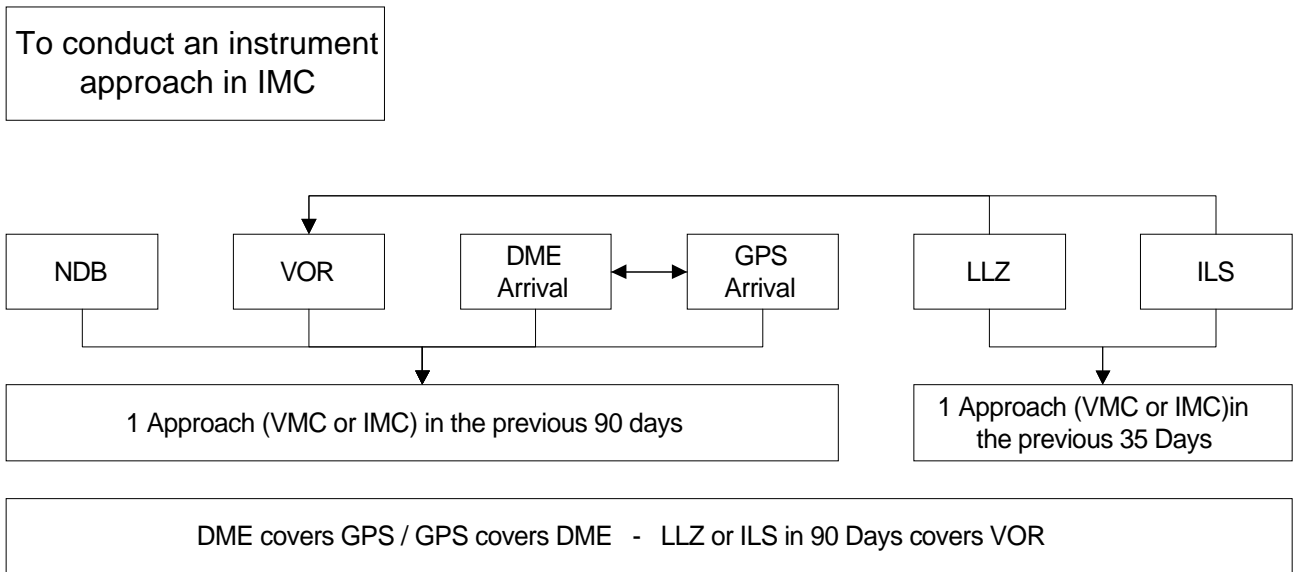 To conduct an instrument
approach in IMC
NDB
VOR
DME
Arrival
GPS
Arrival
LLZ
ILS
1 Approach (VMC or IMC) in the previous 90 days
1 Approach (VMC or IMC)in
the previous 35 Days
DME covers GPS / GPS covers DME - LLZ or ILS in 90 Days covers VOR